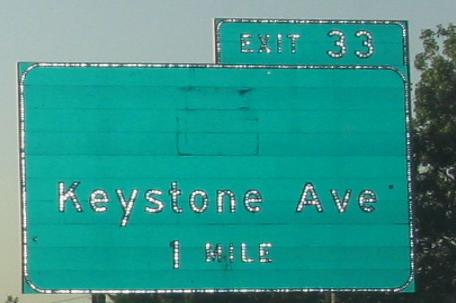 EXIT 33
Keystone Ave
1 MILE